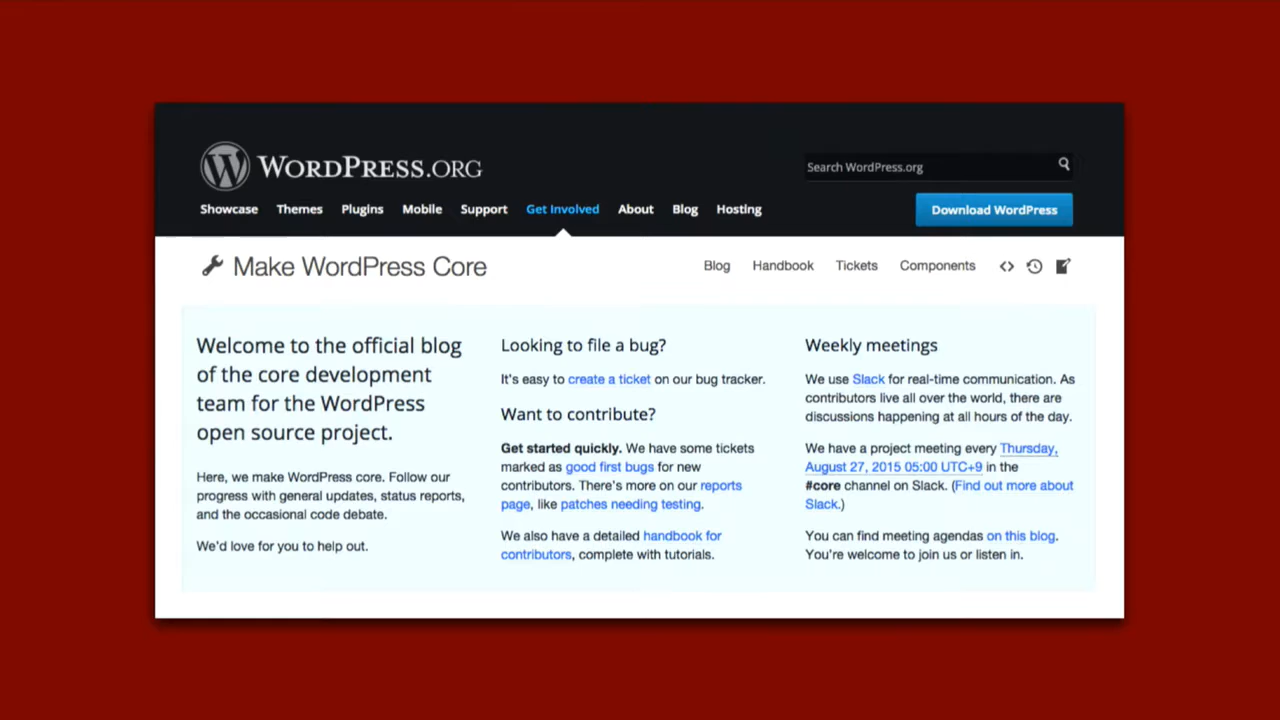 WORDPRESS.ORG
Search WordPress.org
Showcase Themes Plugins Mobile Support Get Involved About Blog Hosting
Download WordPress
Make WordPress Core
Blog Handbook Tickets Components
Welcome to the official blog
of the core development
team for the WordPress
open source project.
Here, we make WordPress core. Follow our
progress with general updates, status reports,
and the occasional code debate.
We'd love for you to help out.
Looking to file a bug?
It's easy to create a ticket on our bug tracker.
Want to contribute?
Get started quickly. We have some tickets
marked as good first bugs for new
contributors. There's more on our reports
page, like patches needing testing.
We also have a detailed handbook for
contributors, complete with tutorials.
Weekly meetings
We use Slack for real-time communication. As
contributors live all over the world, there are
discussions happening at all hours of the day.
We have a project meeting every Thursday,
August 27, 2015 05:00 UTC+9 in the
#core channel on Slack. (Find out more about
Slack.)
You can find meeting agendas on this blog.
You're welcome to join us or listen in.